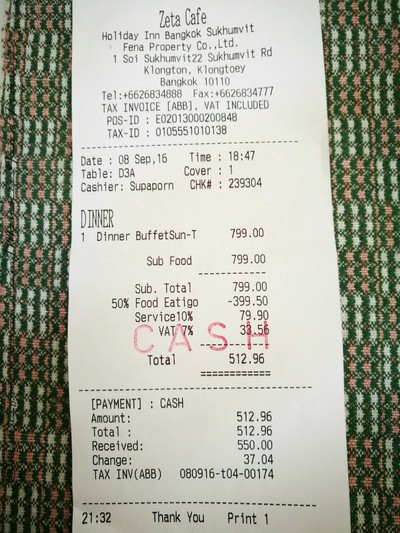 Zeta Cafe
Holiday Inn Bangkok Sukhumvit
Fena Property Co.,Ltd.
1 Soi Sukhumvit22 Sukhumvit Rd
Klongton, Klongtoey
Bangkok 10110
Tel:+6626834888 Fax:+6626834777
TAX INVOICE [ABB], VAT INCLUDED
POS-ID : E02013000200848
TAX-ID : 0105551010138
Date : 08 Sep,16 Time : 18:47
Table: D3A Cover : 1
Cashier: Supaporn CHK# : 239304
DINNER
1 Dinner BuffetSun-T 799.00
Sub Food 799.00
Sub. Total 799.00
50% Food Eatigo -399.50
Service10% 79.90
VAT 7% 33.56
CASH
Total 512.96
[PAYMENT] : CASH
Amount: 512.96
Total : 512.96
Received: 550.00
Change: 37.04
TAX INV(ABB) 080916-t04-00174
21:32 Thank You Print 1